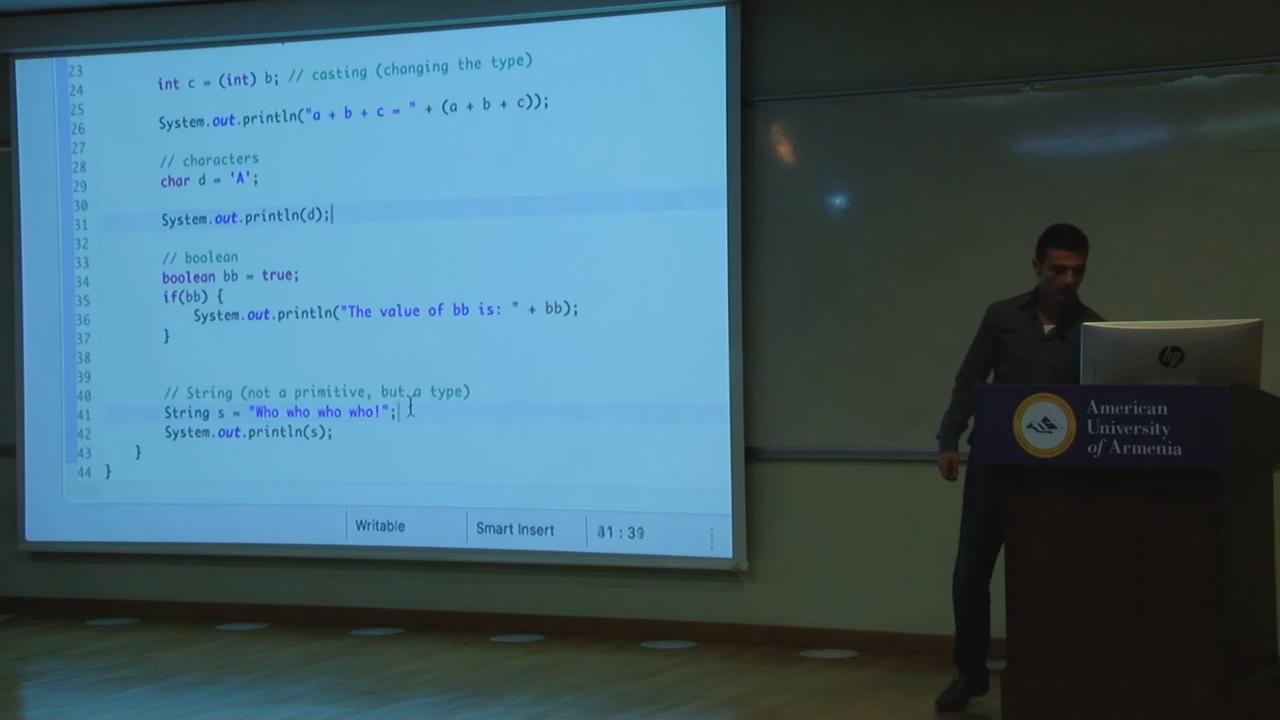 23
24 int c = (int) b; // casting (changing the type)
25
26 System.out.println("a + b + c = " + (a + b + c));
27
28 // characters
29 char d = 'A';
30
31 System.out.println(d);
32
33 // boolean
34 boolean bb = true;
35 if(bb) {
36 System.out.println("The value of bb is: " + bb);
37 }
38
39
40 // String (not a primitive, but a type)
41 String s = "Who who who who!";
42 System.out.println(s);
43 }
44 }
Writable Smart Insert
hp
American
University
of Armenia